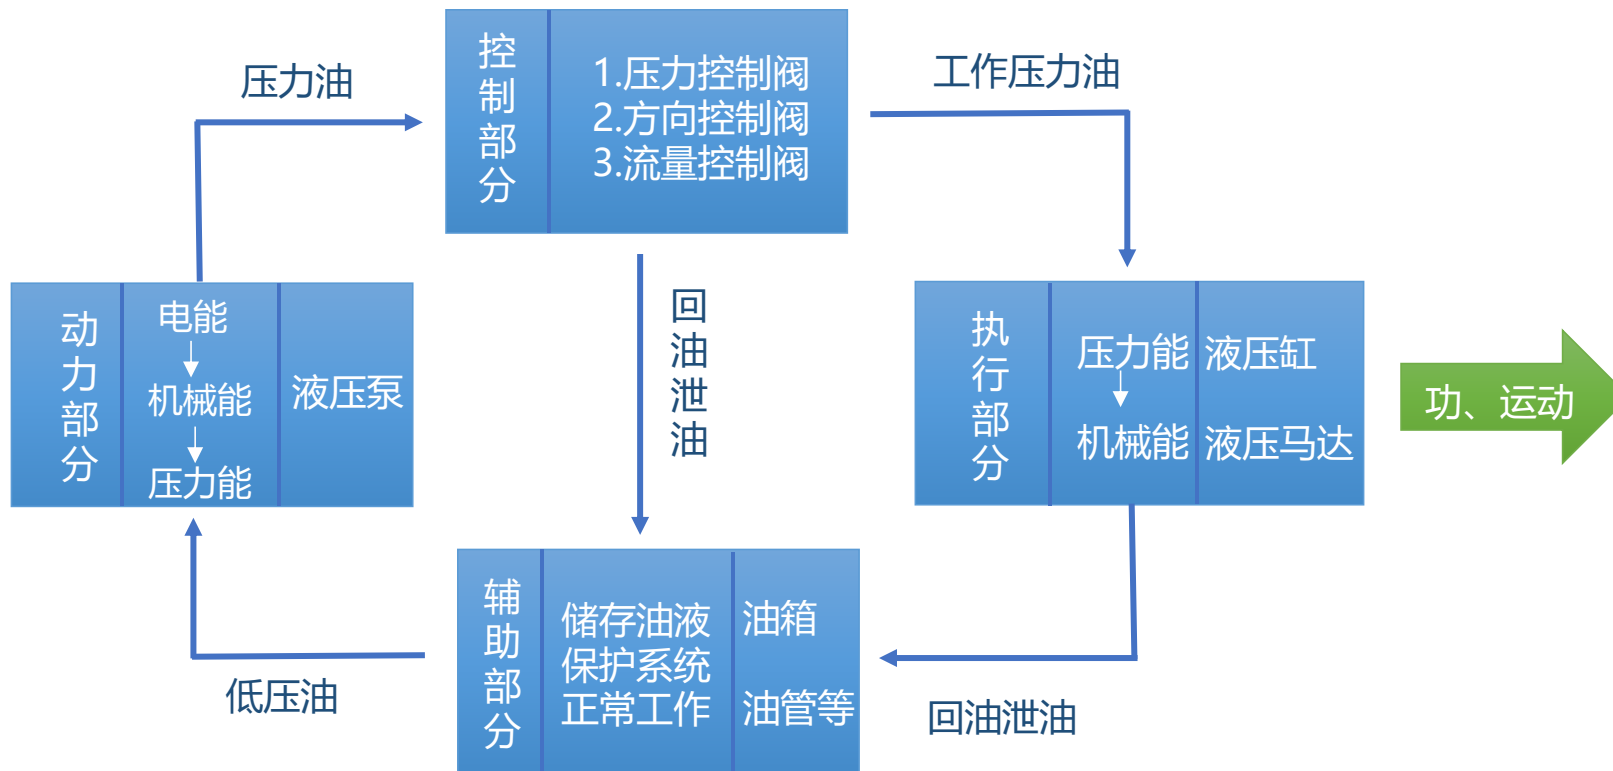 压力油
控制部分
1.压力控制阀
2.方向控制阀
3.流量控制阀
工作压力油
动力部分
电能
机械能
压力能
液压泵
回油泄油
执行部分
压力能
机械能
液压缸
液压马达
功、运动
低压油
辅助部分
储存油液
保护系统
正常工作
油箱
油管等
回油泄油